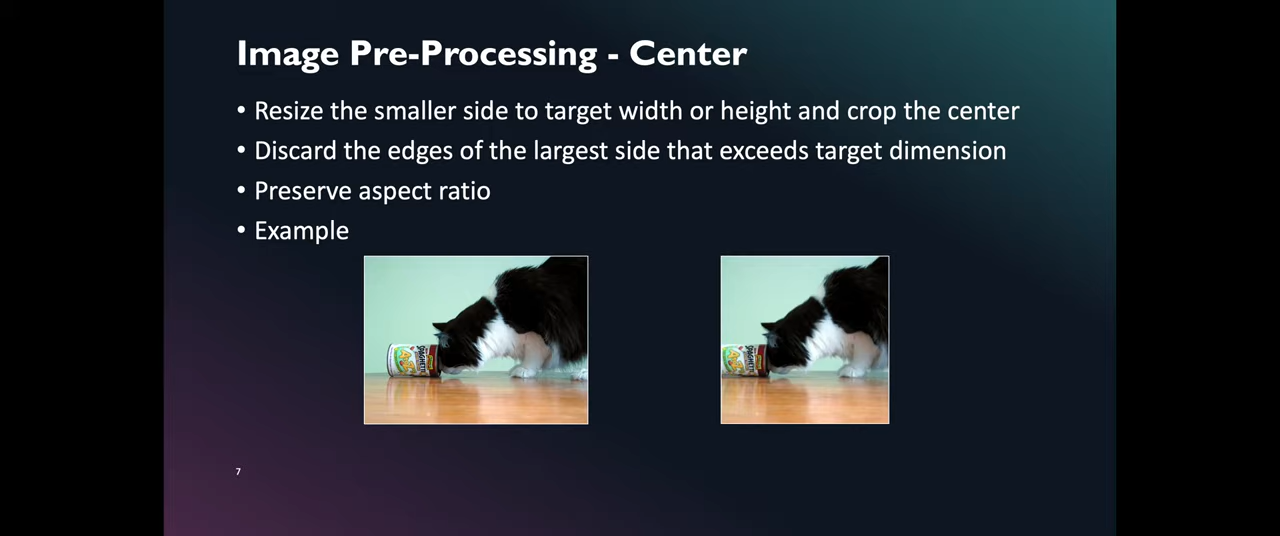 Image Pre-Processing - Center
• Resize the smaller side to target width or height and crop the center
• Discard the edges of the largest side that exceeds target dimension
• Preserve aspect ratio
• Example
7